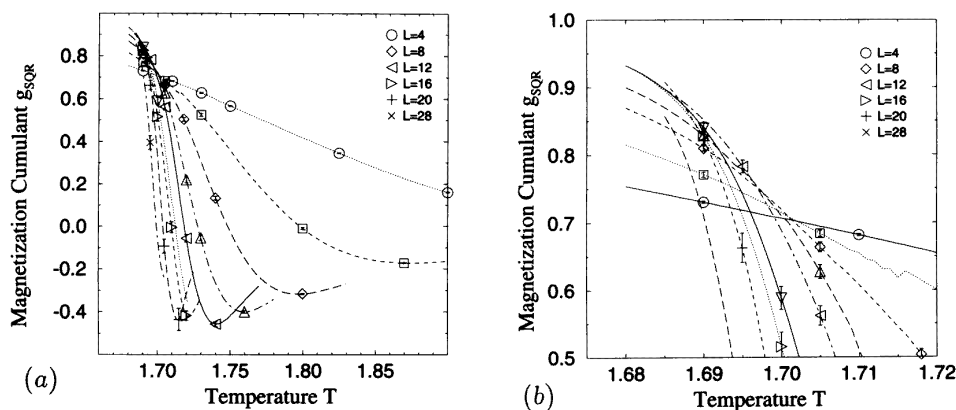 (a)
Magnetization Cumulant g_SQR
0.8
0.6
0.4
0.2
0.0
-0.2
-0.4
1.70
1.75
1.80
1.85
Temperature T
L=4
L=8
L=12
L=16
L=20
L=28
(b)
Magnetization Cumulant g_SQR
1.0
0.9
0.8
0.7
0.6
0.5
1.68
1.69
1.70
1.71
1.72
Temperature T
L=4
L=8
L=12
L=16
L=20
L=28